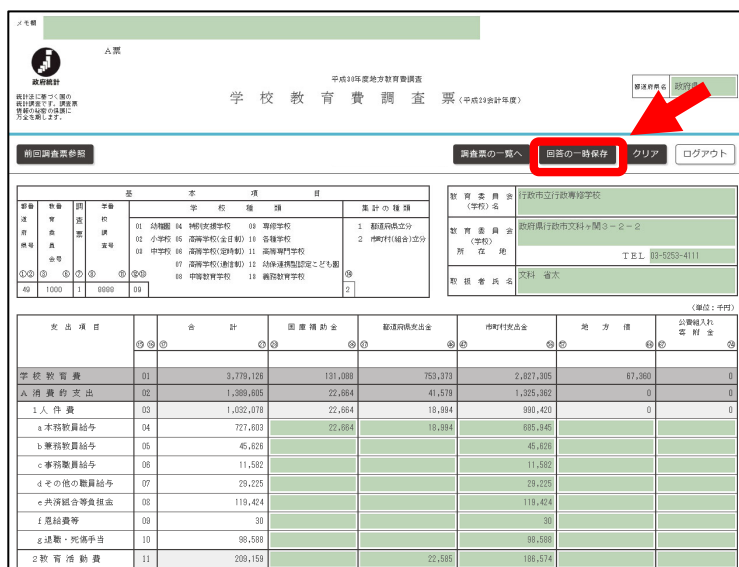 メモ欄
A票
政府統計
統計法に基づく国の
統計調査です。調査票
情報の秘密の保護に
万全を期します。
平成30年度地方教育費調査
学校教育費調査票(平成29会計年度)
都道府県名 政府
前回調査票参照 調査票の一覧へ 回答の一時保存 クリア ログアウト
基本項目
都道府県番号 教育委員会番号 調査票 学校調査番号 学校種類 集計の種類
01 幼稚園 04 特別支援学校 09 専修学校 1 都道府県立分
02 小学校 05 高等学校(全日制) 10 各種学校 2 市町村(組合)立分
03 中学校 06 高等学校(定時制) 11 高等専門学校
07 高等学校(通信制) 12 幼保連携型認定こども園
08 中等教育学校 13 義務教育学校
49 1000 1 9999 09 2
教育委員会(学校)名 行政市立行政専修学校
教育委員会(学校)所在地 政府県行政市文科ヶ関3-2-2
TEL 03-5253-4111
取扱者氏名 文科 省太
(単位:千円)
支出項目 合計 国庫補助金 都道府県支出金 市町村支出金 地方債 公費組入れ寄附金
学校教育費 01 3,779,126 131,088 753,373 2,827,305 67,360 0
A消費的支出 02 1,389,605 22,664 41,579 1,325,362 0 0
1人件費 03 1,032,078 22,664 18,994 990,420 0 0
a本務教員給与 04 727,603 22,664 18,994 685,945
b兼務教員給与 05 45,626 45,626
c事務職員給与 06 11,582 11,582
dその他の職員給与 07 29,225 29,225
e共済組合等負担金 08 119,424 119,424
f恩給費等 09 30 30
g退職・死傷手当 10 98,588 98,588
2教育活動費 11 209,159 22,585 186,574